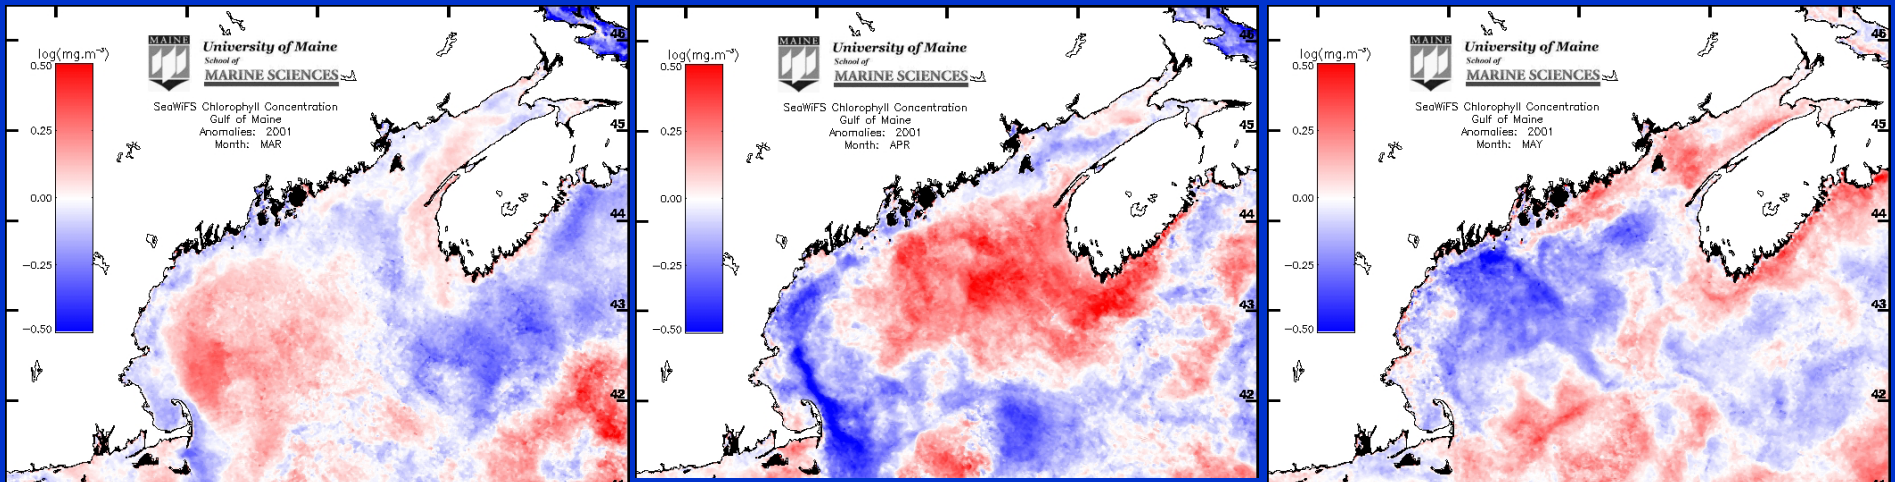 log(mg.m⁻³)
0.50
0.25
0.00
−0.25
−0.50
MAINE
University of Maine
School of
MARINE SCIENCES
SeaWiFS Chlorophyll Concentration
Gulf of Maine
Anomalies: 2001
Month: MAR
46
45
44
43
42
log(mg.m⁻³)
0.50
0.25
0.00
−0.25
−0.50
MAINE
University of Maine
School of
MARINE SCIENCES
SeaWiFS Chlorophyll Concentration
Gulf of Maine
Anomalies: 2001
Month: APR
46
45
44
43
42
log(mg.m⁻³)
0.50
0.25
0.00
−0.25
−0.50
MAINE
University of Maine
School of
MARINE SCIENCES
SeaWiFS Chlorophyll Concentration
Gulf of Maine
Anomalies: 2001
Month: MAY
46
45
44
43
42